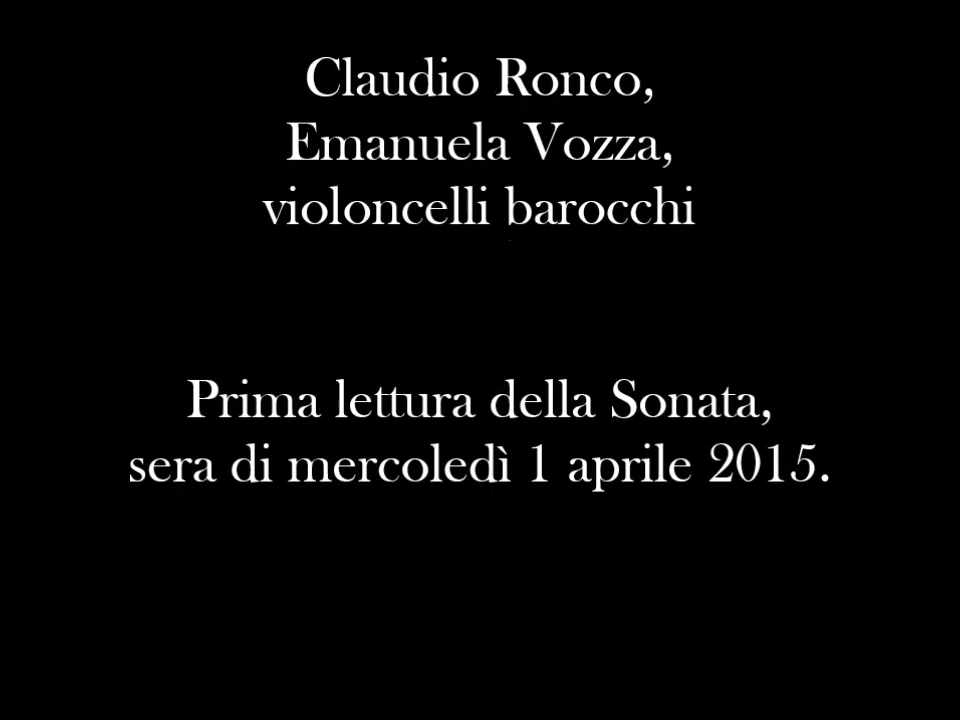 Claudio Ronco,
Emanuela Vozza,
violoncelli barocchi
Prima lettura della Sonata,
sera di mercoledì 1 aprile 2015.